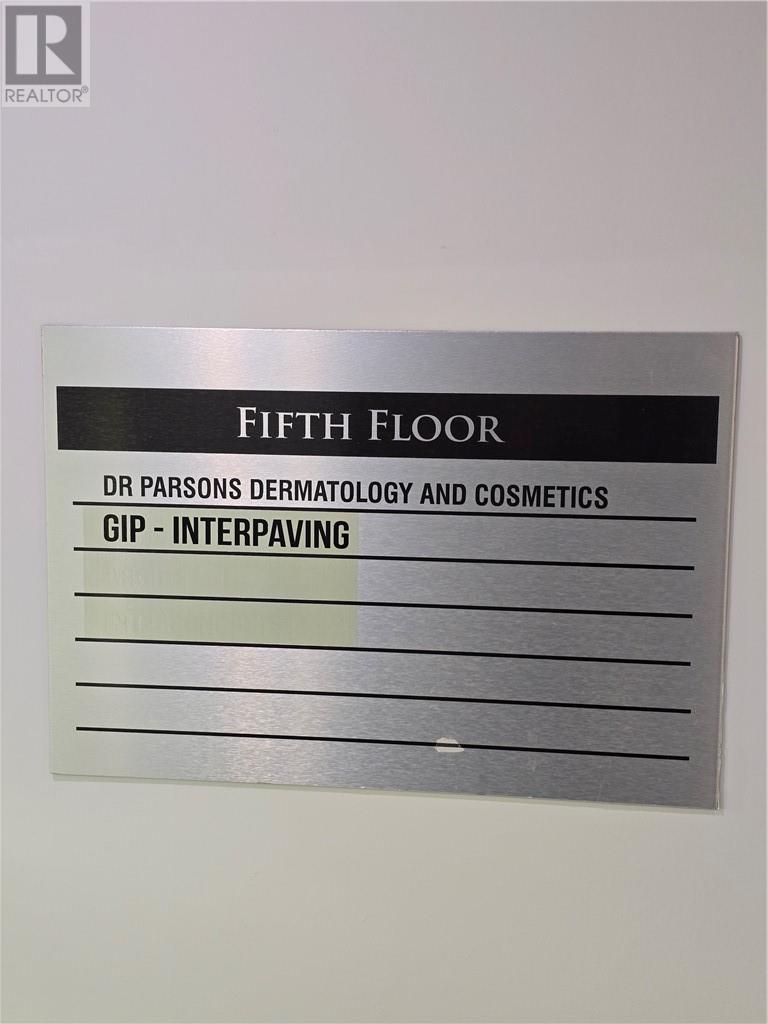 R
REALTOR®
FIFTH FLOOR
DR PARSONS DERMATOLOGY AND COSMETICS
GIP - INTERPAVING